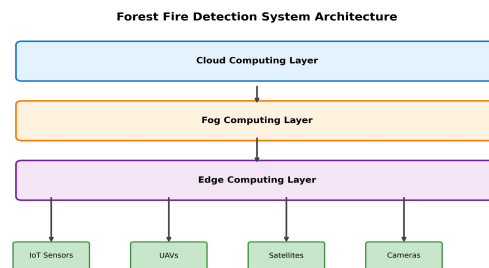 Forest Fire Detection System Architecture
Cloud Computing Layer
Fog Computing Layer
Edge Computing Layer
IoT Sensors
UAVs
Satellites
Cameras